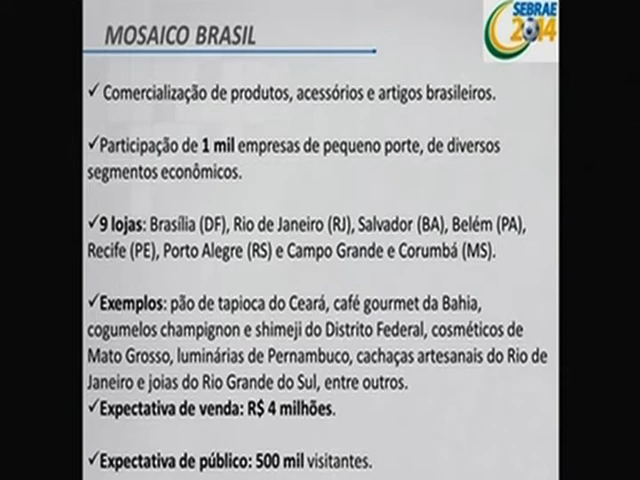 MOSAICO BRASIL
SEBRAE
2014
✓ Comercialização de produtos, acessórios e artigos brasileiros.
✓Participação de 1 mil empresas de pequeno porte, de diversos
segmentos econômicos.
✓9 lojas: Brasília (DF), Rio de Janeiro (RJ), Salvador (BA), Belém (PA),
Recife (PE), Porto Alegre (RS) e Campo Grande e Corumbá (MS).
✓Exemplos: pão de tapioca do Ceará, café gourmet da Bahia,
cogumelos champignon e shimeji do Distrito Federal, cosméticos de
Mato Grosso, luminárias de Pernambuco, cachaças artesanais do Rio de
Janeiro e joias do Rio Grande do Sul, entre outros.
✓Expectativa de venda: R$ 4 milhões.
✓Expectativa de público: 500 mil visitantes.